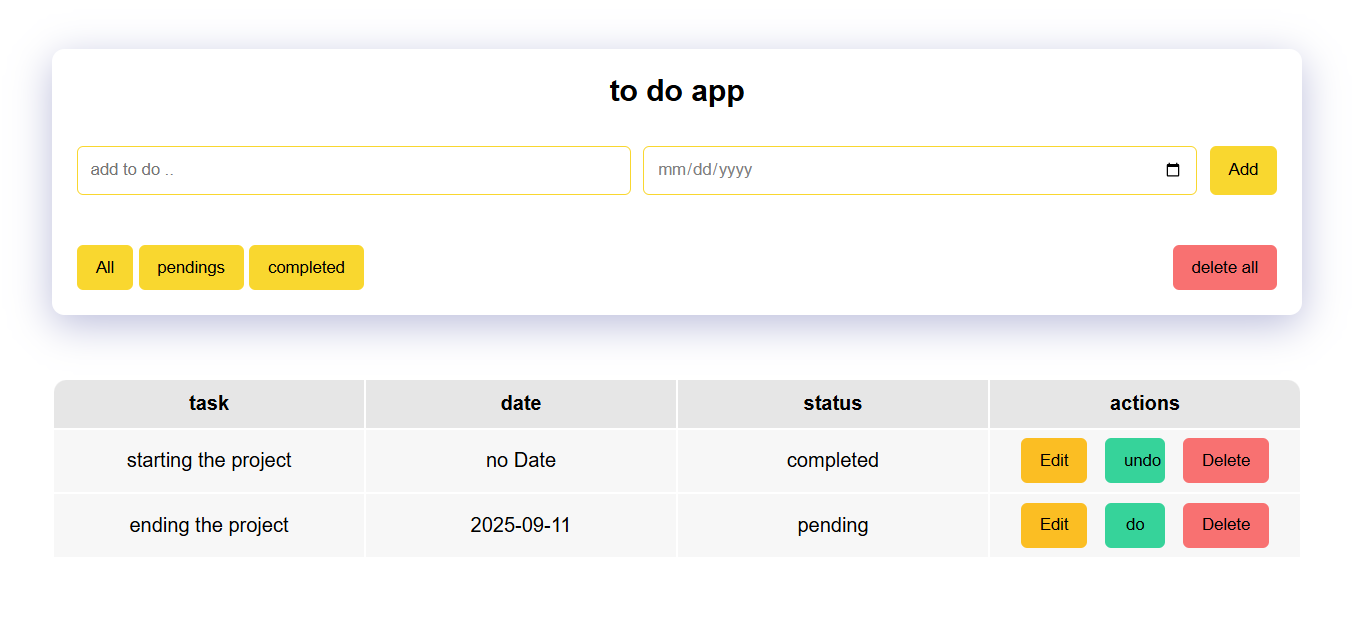 to do app
add to do ..
mm/dd/yyyy
Add
All pendings completed delete all
task date status actions
starting the project no Date completed Edit undo Delete
ending the project 2025-09-11 pending Edit do Delete